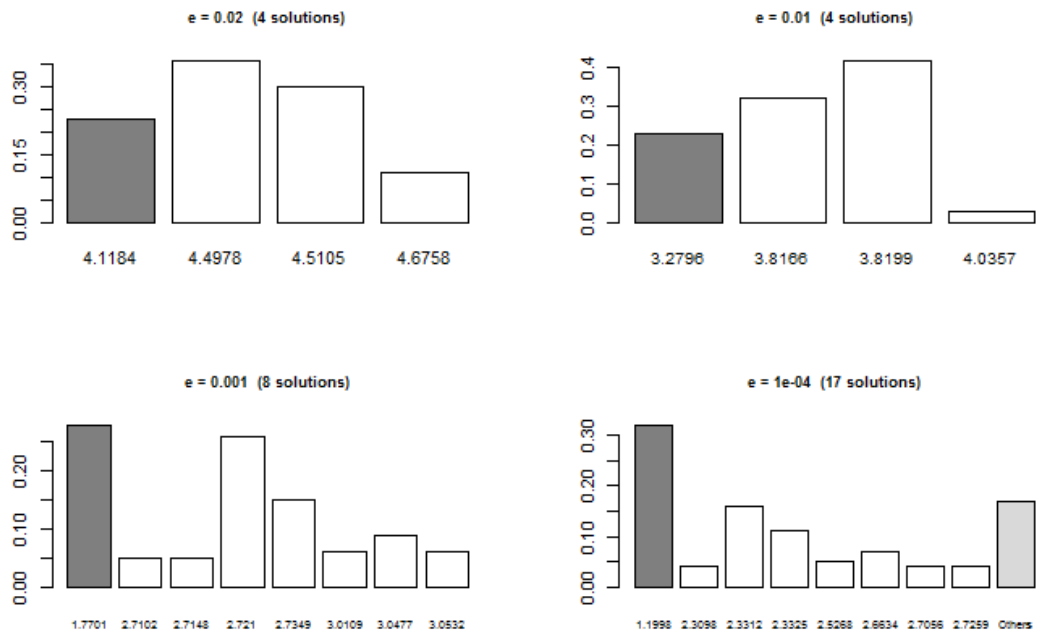 e = 0.02 (4 solutions)
0.00 0.15 0.30
4.1184 4.4978 4.5105 4.6758
e = 0.01 (4 solutions)
0.0 0.1 0.2 0.3 0.4
3.2796 3.8166 3.8199 4.0357
e = 0.001 (8 solutions)
0.00 0.10 0.20
1.7701 2.7102 2.7148 2.721 2.7349 3.0109 3.0477 3.0532
e = 1e-04 (17 solutions)
0.00 0.10 0.20 0.30
1.1998 2.3098 2.3312 2.3325 2.5268 2.6634 2.7056 2.7259 Others